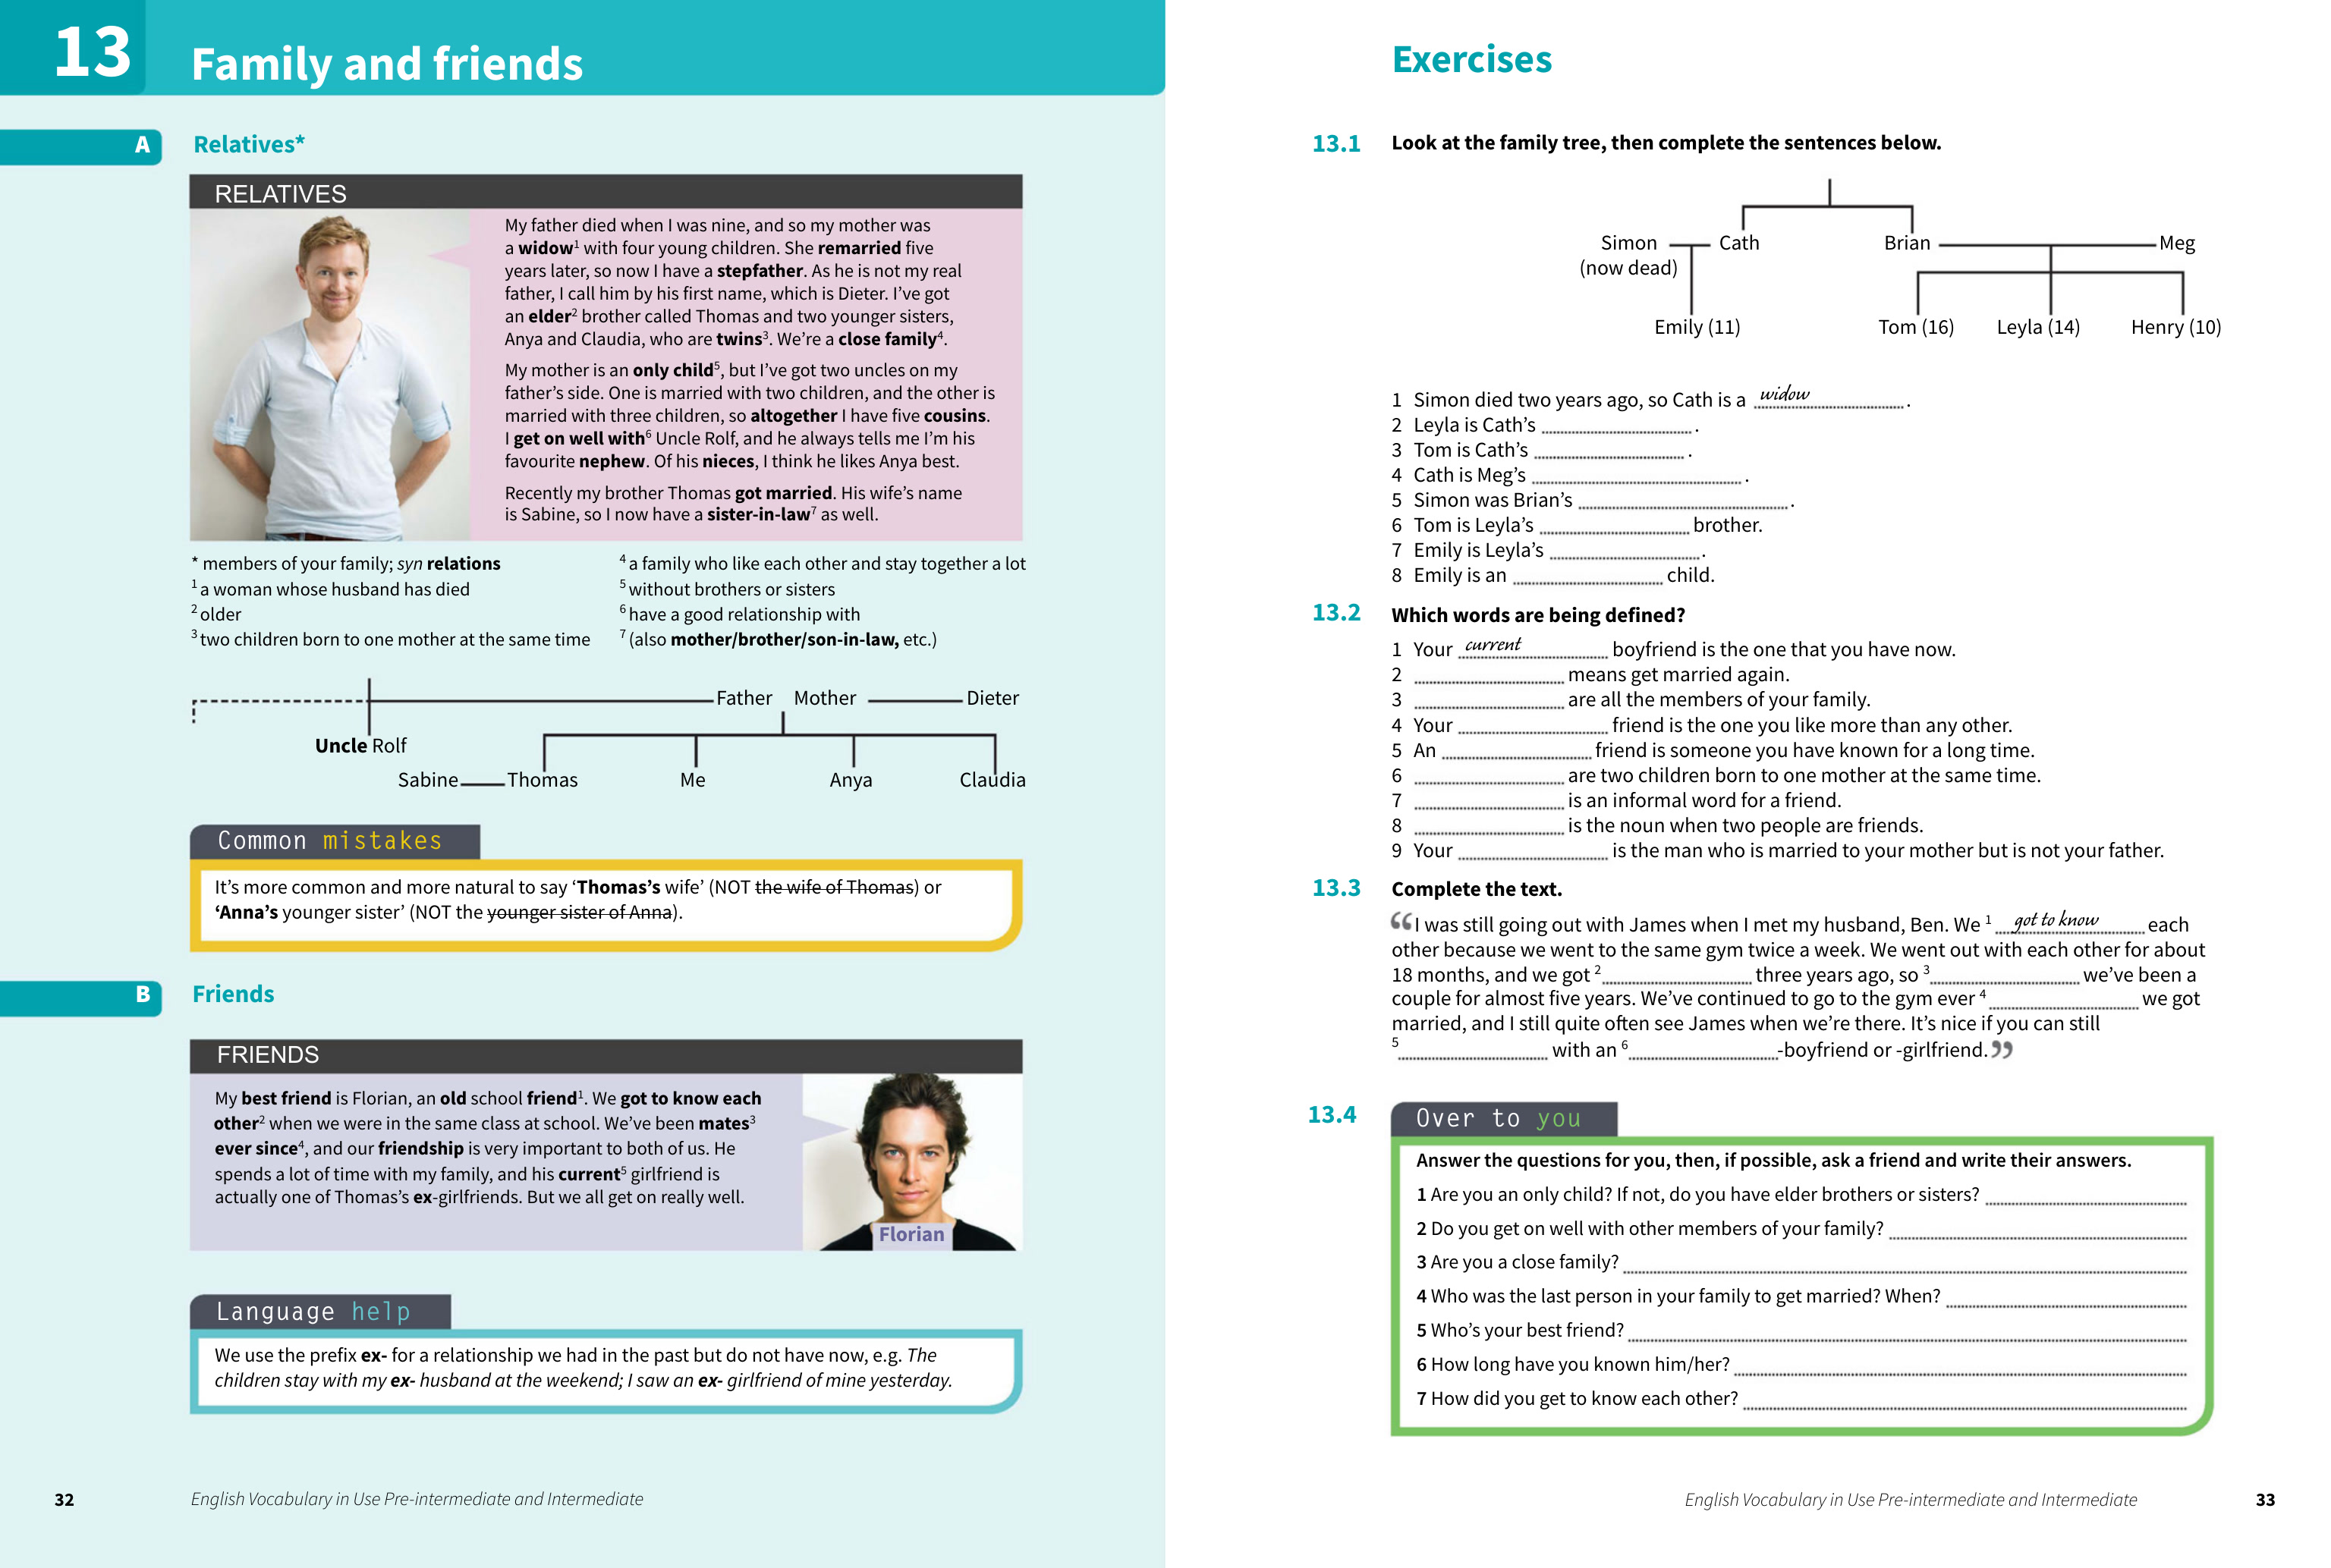 13
Family and friends
A
Relatives*
RELATIVES
My father died when I was nine, and so my mother was
a widow1 with four young children. She remarried five
years later, so now I have a stepfather. As he is not my real
father, I call him by his first name, which is Dieter. I've got
an elder2 brother called Thomas and two younger sisters,
Anya and Claudia, who are twins3. We're a close family4.
My mother is an only child5, but I've got two uncles on my
father's side. One is married with two children, and the other is
married with three children, so altogether I have five cousins.
I get on well with6 Uncle Rolf, and he always tells me I'm his
favourite nephew. Of his nieces, I think he likes Anya best.
Recently my brother Thomas got married. His wife's name
is Sabine, so I now have a sister-in-law7 as well.
* members of your family; syn relations
1 a woman whose husband has died
2 older
3 two children born to one mother at the same time
4 a family who like each other and stay together a lot
5 without brothers or sisters
6 have a good relationship with
7 (also mother/brother/son-in-law, etc.)
Father Mother Dieter
Uncle Rolf
Sabine Thomas Me Anya Claudia
Common mistakes
It's more common and more natural to say 'Thomas's wife' (NOT the wife of Thomas) or
'Anna's younger sister' (NOT the younger sister of Anna).
B
Friends
FRIENDS
My best friend is Florian, an old school friend1. We got to know each
other2 when we were in the same class at school. We've been mates3
ever since4, and our friendship is very important to both of us. He
spends a lot of time with my family, and his current5 girlfriend is
actually one of Thomas's ex-girlfriends. But we all get on really well.
Florian
Language help
We use the prefix ex- for a relationship we had in the past but do not have now, e.g. The
children stay with my ex- husband at the weekend; I saw an ex- girlfriend of mine yesterday.
32
English Vocabulary in Use Pre-intermediate and Intermediate
Exercises
13.1
Look at the family tree, then complete the sentences below.
Simon Cath Brian Meg
(now dead)
Emily (11) Tom (16) Leyla (14) Henry (10)
1 Simon died two years ago, so Cath is a widow .
2 Leyla is Cath's .
3 Tom is Cath's .
4 Cath is Meg's .
5 Simon was Brian's .
6 Tom is Leyla's brother.
7 Emily is Leyla's .
8 Emily is an child.
13.2
Which words are being defined?
1 Your current boyfriend is the one that you have now.
2 means get married again.
3 are all the members of your family.
4 Your friend is the one you like more than any other.
5 An friend is someone you have known for a long time.
6 are two children born to one mother at the same time.
7 is an informal word for a friend.
8 is the noun when two people are friends.
9 Your is the man who is married to your mother but is not your father.
13.3
Complete the text.
“I was still going out with James when I met my husband, Ben. We 1 got to know each
other because we went to the same gym twice a week. We went out with each other for about
18 months, and we got 2 three years ago, so 3 we've been a
couple for almost five years. We've continued to go to the gym ever 4 we got
married, and I still quite often see James when we're there. It's nice if you can still
5 with an 6 -boyfriend or -girlfriend.”
13.4
Over to you
Answer the questions for you, then, if possible, ask a friend and write their answers.
1 Are you an only child? If not, do you have elder brothers or sisters?
2 Do you get on well with other members of your family?
3 Are you a close family?
4 Who was the last person in your family to get married? When?
5 Who's your best friend?
6 How long have you known him/her?
7 How did you get to know each other?
English Vocabulary in Use Pre-intermediate and Intermediate
33